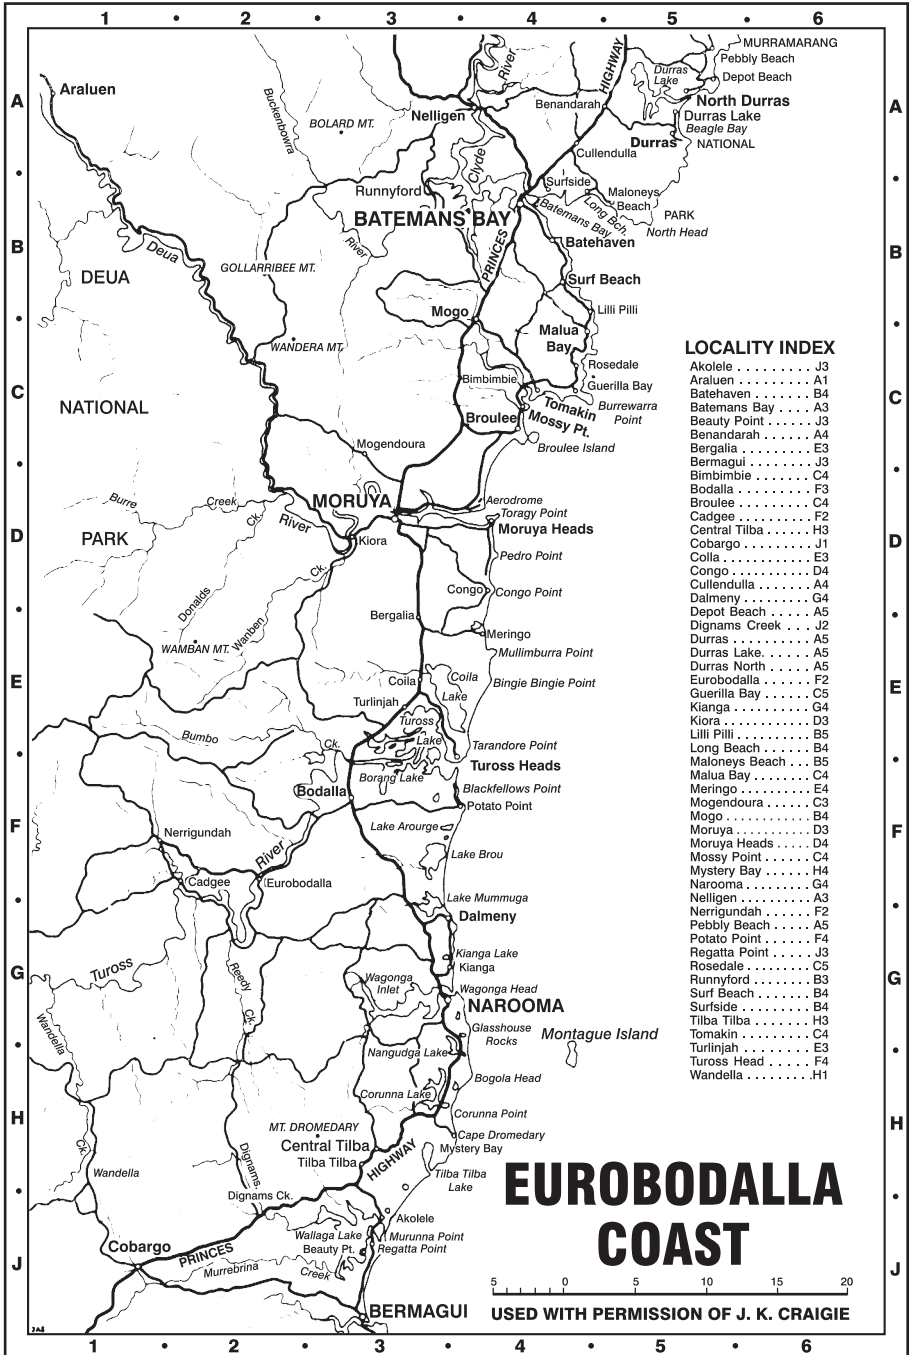 1 • 2 • 3 • 4 • 5 • 6
A
•
B
•
C
•
D
•
E
•
F
•
G
•
H
•
J
Araluen
Buckenbowra
BOLARD MT.
Nelligen
River
Clyde
Benandarah
HIGHWAY
MURRAMARANG
Pebbly Beach
Durras
Lake
Depot Beach
North Durras
Durras Lake
Beagle Bay
Durras
NATIONAL
Cullendulla
Runnyford
Surfside
Maloneys
Beach
Long Bch.
PARK
BATEMANS BAY
Batemans Bay
North Head
River
Batehaven
Deua
PRINCES
DEUA
GOLLARRIBEE MT.
Surf Beach
Mogo
Lilli Pilli
Malua
Bay
WANDERA MT.
Rosedale
Bimbimbie
Guerilla Bay
NATIONAL
Tomakin
Burrewarra
Point
Broulee
Mossy Pt.
Mogendoura
Broulee Island
Burre
Creek
Ck.
MORUYA
River
Aerodrome
Toragy Point
Moruya Heads
PARK
Kiora
Pedro Point
Ck.
Donalds
Congo
Congo Point
Wanben
Bergalia
WAMBAN MT.
Meringo
Mullimburra Point
Coila
Coila
Lake
Bingie Bingie Point
Turlinjah
Tuross
Lake
Bumbo
Ck.
Tarandore Point
Tuross Heads
Borang Lake
Bodalla
Blackfellows Point
Potato Point
Nerrigundah
Lake Arourge
River
Lake Brou
Cadgee
Eurobodalla
Lake Mummuga
Dalmeny
Tuross
Reedy
Ck.
Kianga Lake
Kianga
Wagonga
Inlet
Wagonga Head
NAROOMA
Wandella
Ck.
Glasshouse
Rocks
Montague Island
Nangudga Lake
Bogola Head
Corunna Lake
Corunna Point
MT. DROMEDARY
Central Tilba
Cape Dromedary
Mystery Bay
Tilba Tilba
HIGHWAY
Tilba Tilba
Lake
Wandella
Dignams
Dignams Ck.
Akolele
Wallaga Lake
Murunna Point
Beauty Pt.
Regatta Point
Cobargo
PRINCES
Murrebrina
Creek
BERMAGUI
LOCALITY INDEX
Akolele . . . . . . . . . . J3
Araluen . . . . . . . . . . A1
Batehaven . . . . . . . B4
Batemans Bay . . . . A3
Beauty Point . . . . . . J3
Benandarah . . . . . . A4
Bergalia . . . . . . . . . E3
Bermagui . . . . . . . . J3
Bimbimbie . . . . . . . C4
Bodalla . . . . . . . . . . F3
Broulee . . . . . . . . . C4
Cadgee . . . . . . . . . F2
Central Tilba . . . . . . H3
Cobargo . . . . . . . . . J1
Colla . . . . . . . . . . . E3
Congo . . . . . . . . . . D4
Cullendulla . . . . . . . A4
Dalmeny . . . . . . . . . G4
Depot Beach . . . . . . A5
Dignams Creek . . . J2
Durras . . . . . . . . . . A5
Durras Lake. . . . . . . A5
Durras North . . . . . . A5
Eurobodalla . . . . . . F2
Guerilla Bay . . . . . . C5
Kianga . . . . . . . . . . G4
Kiora . . . . . . . . . . . D3
Lilli Pilli . . . . . . . . . . B5
Long Beach . . . . . . . B4
Maloneys Beach . . . B5
Malua Bay . . . . . . . C4
Meringo . . . . . . . . . E4
Mogendoura . . . . . . C3
Mogo . . . . . . . . . . . B4
Moruya . . . . . . . . . . D3
Moruya Heads . . . . . D4
Mossy Point . . . . . . C4
Mystery Bay . . . . . . H4
Narooma . . . . . . . . G4
Nelligen . . . . . . . . . A3
Nerrigundah . . . . . . F2
Pebbly Beach . . . . . A5
Potato Point . . . . . . F4
Regatta Point . . . . . J3
Rosedale . . . . . . . . C5
Runnyford . . . . . . . B3
Surf Beach . . . . . . . B4
Surfside . . . . . . . . . B4
Tilba Tilba . . . . . . . . H3
Tomakin . . . . . . . . . C4
Turlinjah . . . . . . . . . E3
Tuross Head . . . . . . F4
Wandella . . . . . . . . H1
EUROBODALLA
COAST
5 0 5 10 15 20
USED WITH PERMISSION OF J. K. CRAIGIE
A
•
B
•
C
•
D
•
E
•
F
•
G
•
H
•
J
1 • 2 • 3 • 4 • 5 • 6